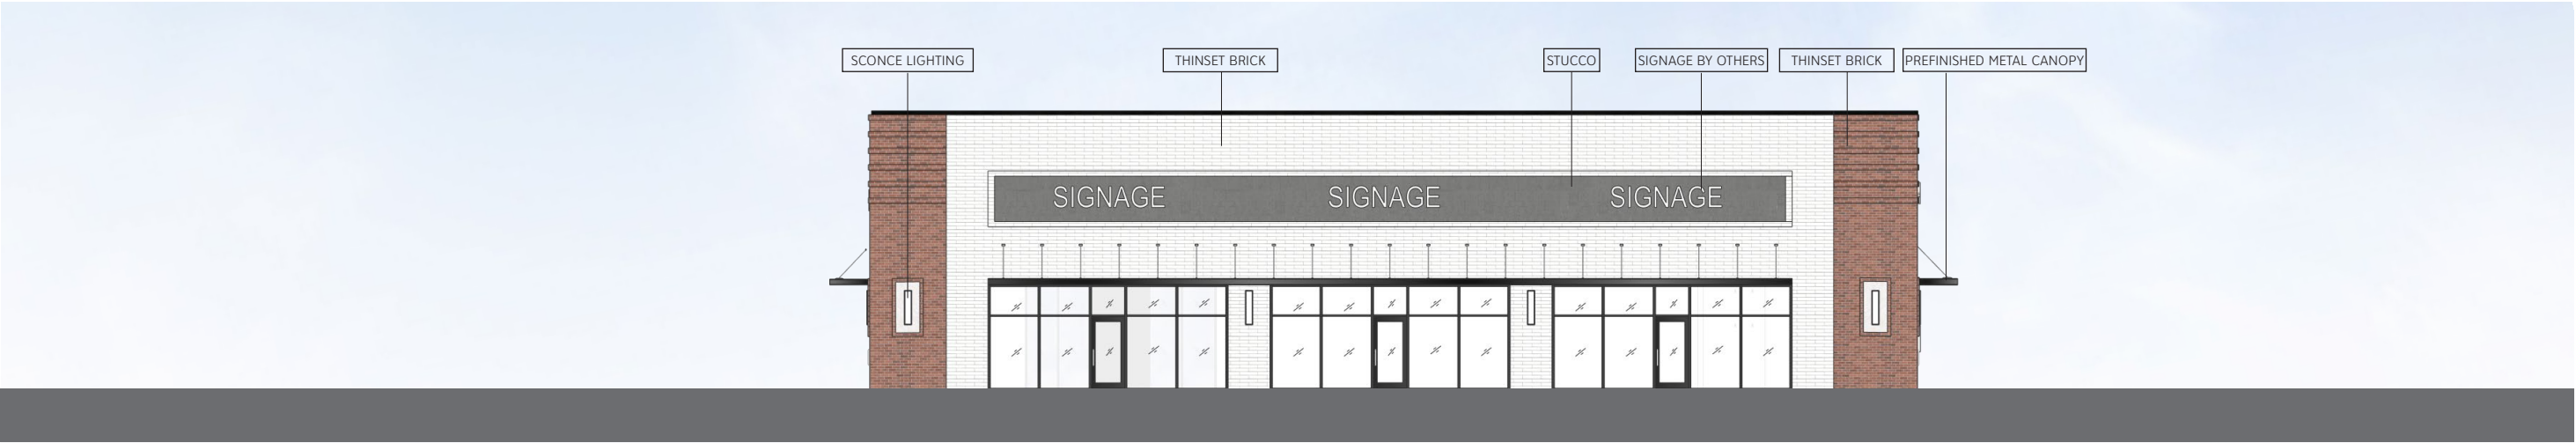 SCONCE LIGHTING
THINSET BRICK
STUCCO
SIGNAGE BY OTHERS
THINSET BRICK
PREFINISHED METAL CANOPY
SIGNAGE
SIGNAGE
SIGNAGE